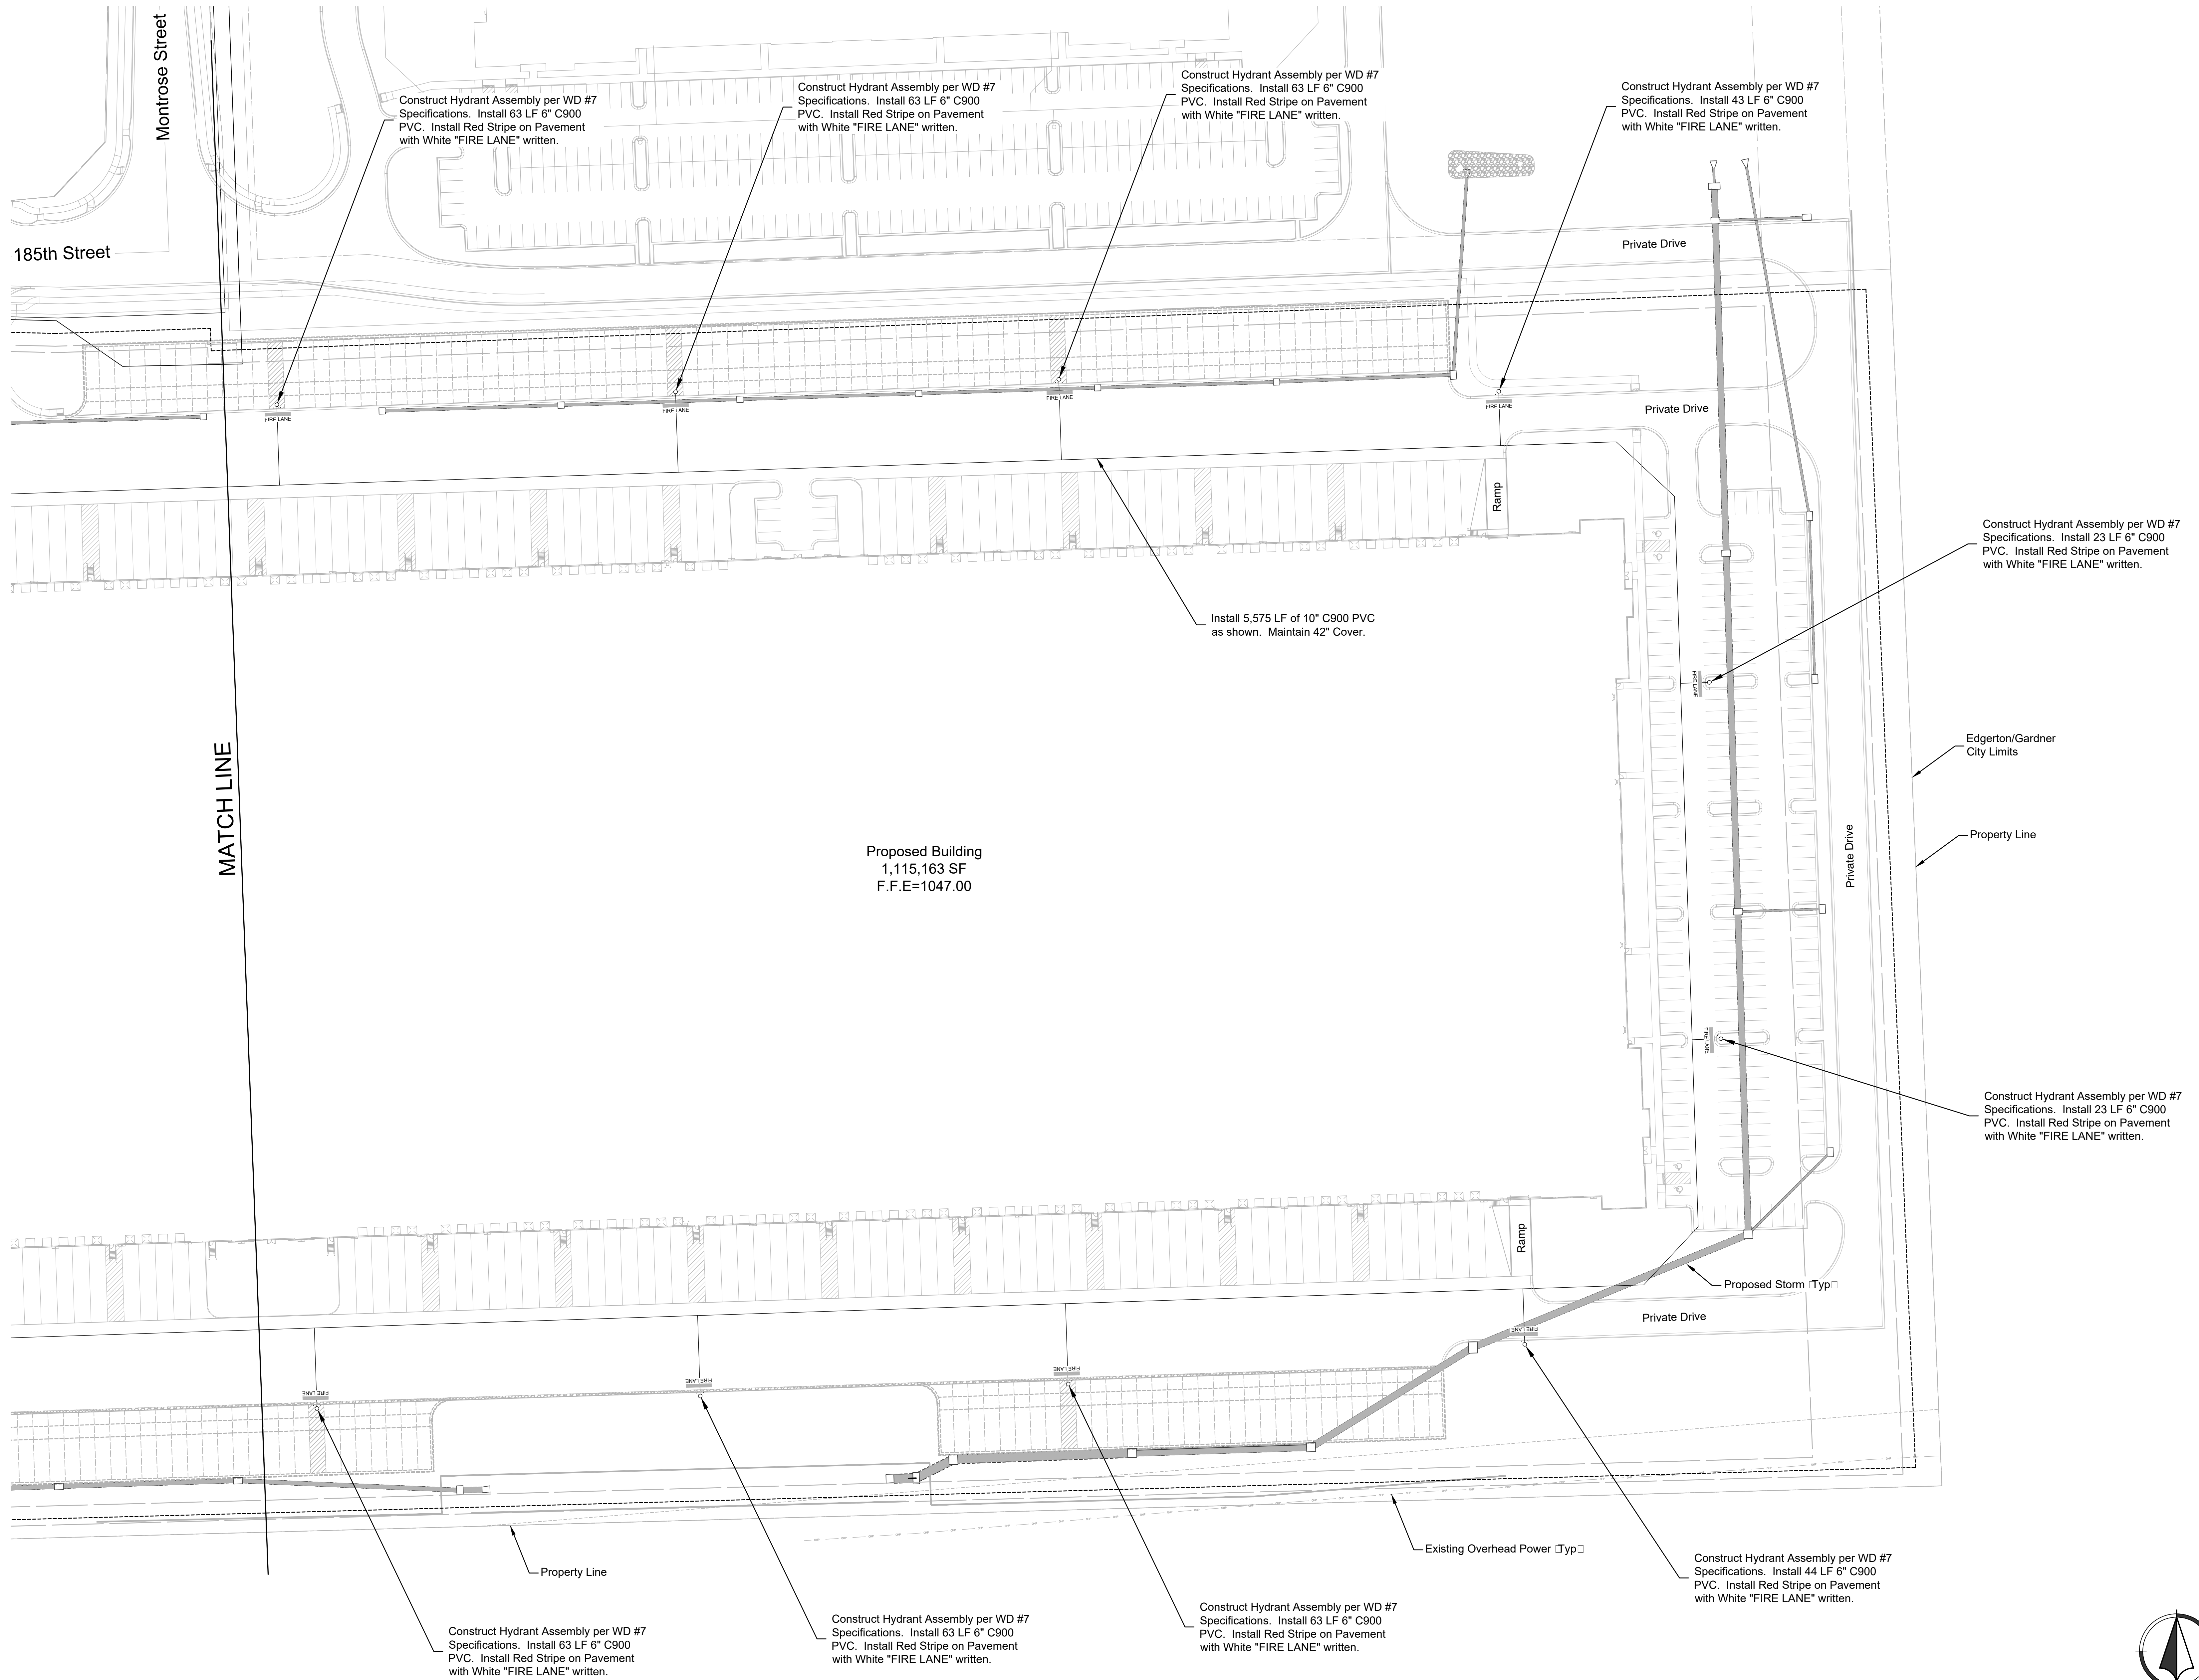 Montrose Street
185th Street
Construct Hydrant Assembly per WD #7
Specifications. Install 63 LF 6" C900
PVC. Install Red Stripe on Pavement
with White "FIRE LANE" written.
Construct Hydrant Assembly per WD #7
Specifications. Install 63 LF 6" C900
PVC. Install Red Stripe on Pavement
with White "FIRE LANE" written.
Construct Hydrant Assembly per WD #7
Specifications. Install 63 LF 6" C900
PVC. Install Red Stripe on Pavement
with White "FIRE LANE" written.
Construct Hydrant Assembly per WD #7
Specifications. Install 43 LF 6" C900
PVC. Install Red Stripe on Pavement
with White "FIRE LANE" written.
Private Drive
Private Drive
FIRE LANE
FIRE LANE
FIRE LANE
FIRE LANE
Ramp
Install 5,575 LF of 10" C900 PVC
as shown. Maintain 42" Cover.
Construct Hydrant Assembly per WD #7
Specifications. Install 23 LF 6" C900
PVC. Install Red Stripe on Pavement
with White "FIRE LANE" written.
FIRE LANE
Edgerton/Gardner
City Limits
Property Line
Private Drive
MATCH LINE
Proposed Building
1,115,163 SF
F.F.E=1047.00
FIRE LANE
Construct Hydrant Assembly per WD #7
Specifications. Install 23 LF 6" C900
PVC. Install Red Stripe on Pavement
with White "FIRE LANE" written.
Ramp
Proposed Storm □Typ□
Private Drive
FIRE LANE
FIRE LANE
FIRE LANE
FIRE LANE
Property Line
Existing Overhead Power □Typ□
Construct Hydrant Assembly per WD #7
Specifications. Install 63 LF 6" C900
PVC. Install Red Stripe on Pavement
with White "FIRE LANE" written.
Construct Hydrant Assembly per WD #7
Specifications. Install 63 LF 6" C900
PVC. Install Red Stripe on Pavement
with White "FIRE LANE" written.
Construct Hydrant Assembly per WD #7
Specifications. Install 63 LF 6" C900
PVC. Install Red Stripe on Pavement
with White "FIRE LANE" written.
Construct Hydrant Assembly per WD #7
Specifications. Install 44 LF 6" C900
PVC. Install Red Stripe on Pavement
with White "FIRE LANE" written.